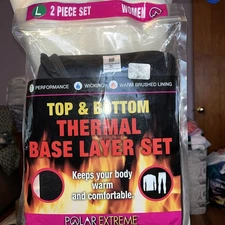 L 2 PIECE SET WOMEN
PERFORMANCE WICKING WARM BRUSHED LINING
TOP & BOTTOM
THERMAL
BASE LAYER SET
Keeps your body
warm
and comfortable.
POLAR EXTREME